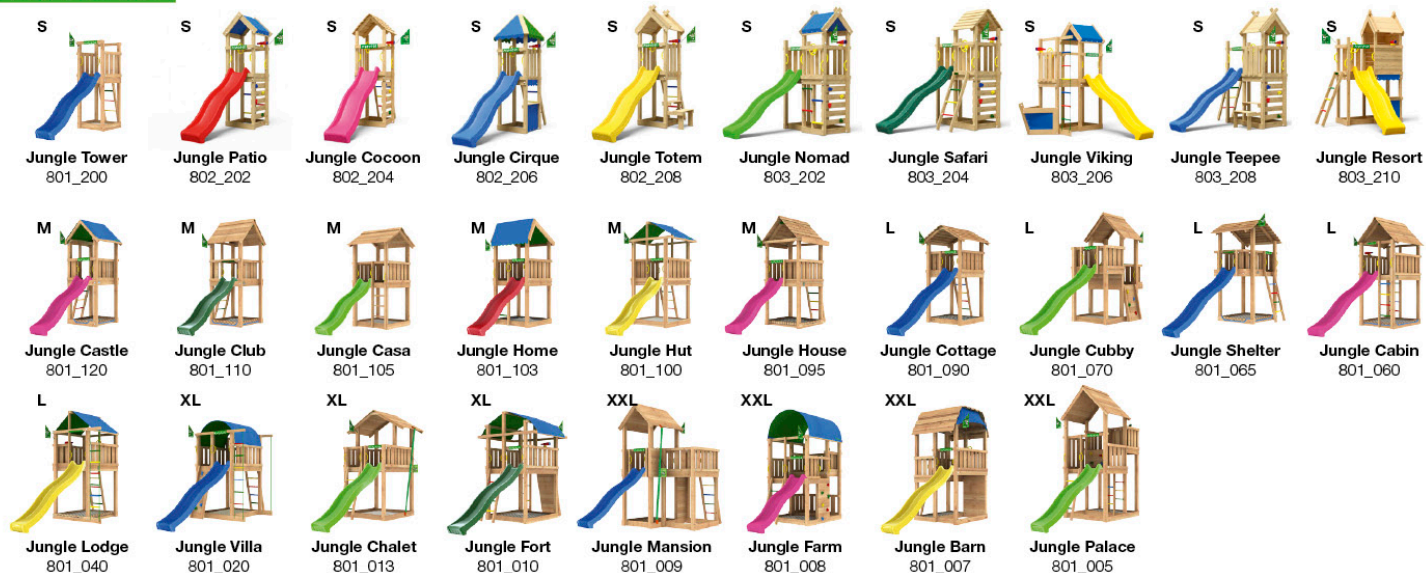 S S S S S S S S S S
Jungle Tower Jungle Patio Jungle Cocoon Jungle Cirque Jungle Totem Jungle Nomad Jungle Safari Jungle Viking Jungle Teepee Jungle Resort
801_200 802_202 802_204 802_206 802_208 803_202 803_204 803_206 803_208 803_210
M M M M M M L L L L
Jungle Castle Jungle Club Jungle Casa Jungle Home Jungle Hut Jungle House Jungle Cottage Jungle Cubby Jungle Shelter Jungle Cabin
801_120 801_110 801_105 801_103 801_100 801_095 801_090 801_070 801_065 801_060
L XL XL XL XXL XXL XXL XXL
Jungle Lodge Jungle Villa Jungle Chalet Jungle Fort Jungle Mansion Jungle Farm Jungle Barn Jungle Palace
801_040 801_020 801_013 801_010 801_009 801_008 801_007 801_005